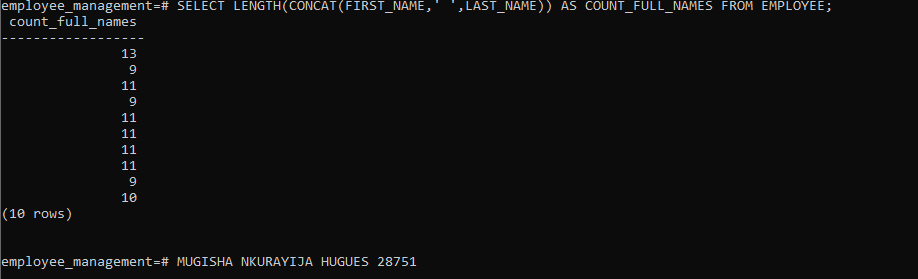 employee_management=# SELECT LENGTH(CONCAT(FIRST_NAME,' ',LAST_NAME)) AS COUNT_FULL_NAMES FROM EMPLOYEE;
count_full_names
------------------
13
9
11
9
11
11
11
11
9
10
(10 rows)
employee_management=# MUGISHA NKURAYIJA HUGUES 28751